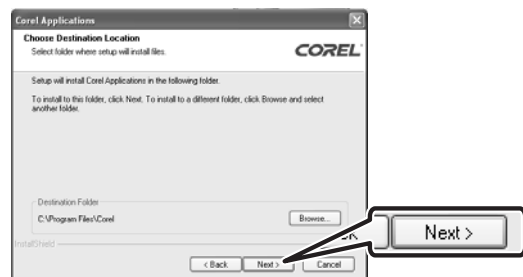 Corel Applications
Choose Destination Location
Select folder where setup will install files.
COREL
Setup will install Corel Applications in the following folder.
To install to this folder, click Next. To install to a different folder, click Browse and select
another folder.
Destination Folder
C:\Program Files\Corel
Browse...
InstallShield
< Back
Next >
Cancel
Next >